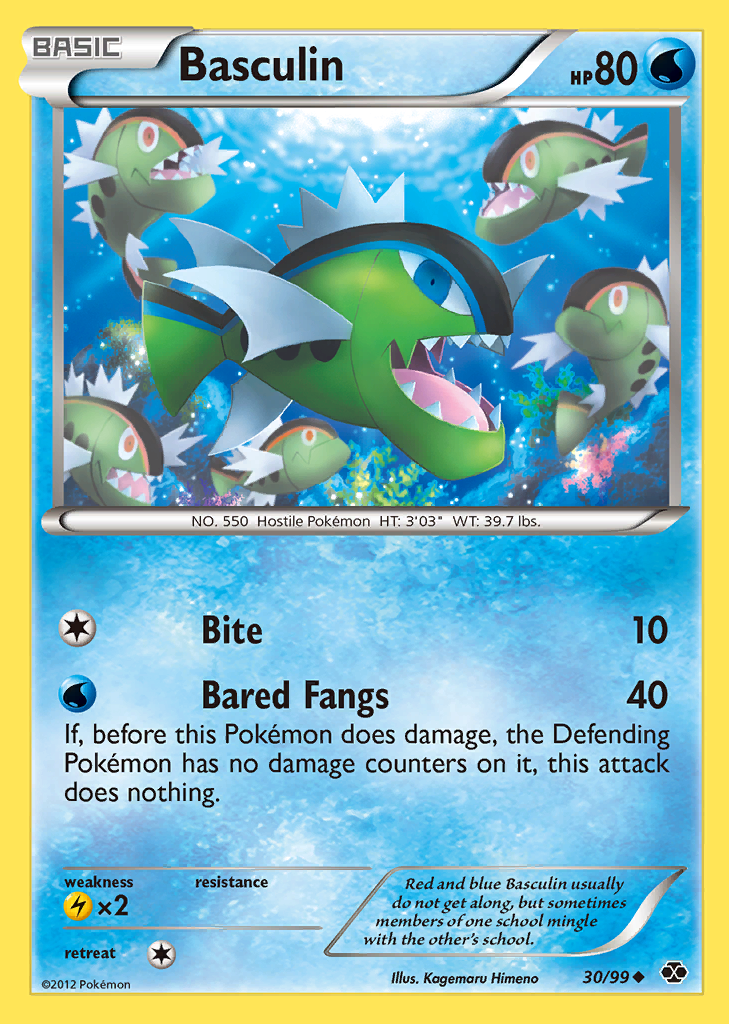 BASIC
Basculin
HP80
NO. 550 Hostile Pokémon HT: 3'03" WT: 39.7 lbs.
Bite 10
Bared Fangs 40
If, before this Pokémon does damage, the Defending
Pokémon has no damage counters on it, this attack
does nothing.
weakness resistance
×2
retreat
Red and blue Basculin usually
do not get along, but sometimes
members of one school mingle
with the other's school.
©2012 Pokémon
Illus. Kagemaru Himeno
30/99